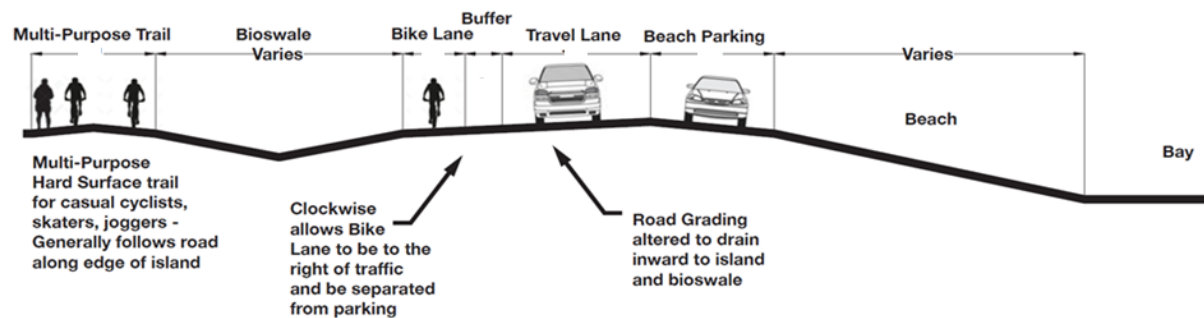 Multi-Purpose Trail
Bioswale
Varies
Bike Lane
Buffer
Travel Lane
Beach Parking
Varies
Beach
Bay
Multi-Purpose
Hard Surface trail
for casual cyclists,
skaters, joggers -
Generally follows road
along edge of island
Clockwise
allows Bike
Lane to be to the
right of traffic
and be separated
from parking
Road Grading
altered to drain
inward to island
and bioswale